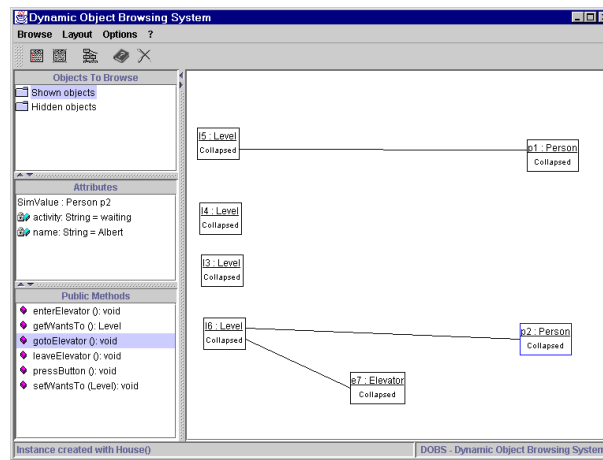 Dynamic Object Browsing System
Browse Layout Options ?
Objects To Browse
Shown objects
Hidden objects
Attributes
SimValue : Person p2
activity: String = waiting
name: String = Albert
Public Methods
enterElevator (): void
getWantsTo (): Level
gotoElevator (): void
leaveElevator (): void
pressButton (): void
setWantsTo (Level): void
l5 : Level
Collapsed
p1 : Person
Collapsed
l4 : Level
Collapsed
l3 : Level
Collapsed
l6 : Level
Collapsed
p2 : Person
Collapsed
e7 : Elevator
Collapsed
Instance created with House()
DOBS - Dynamic Object Browsing System